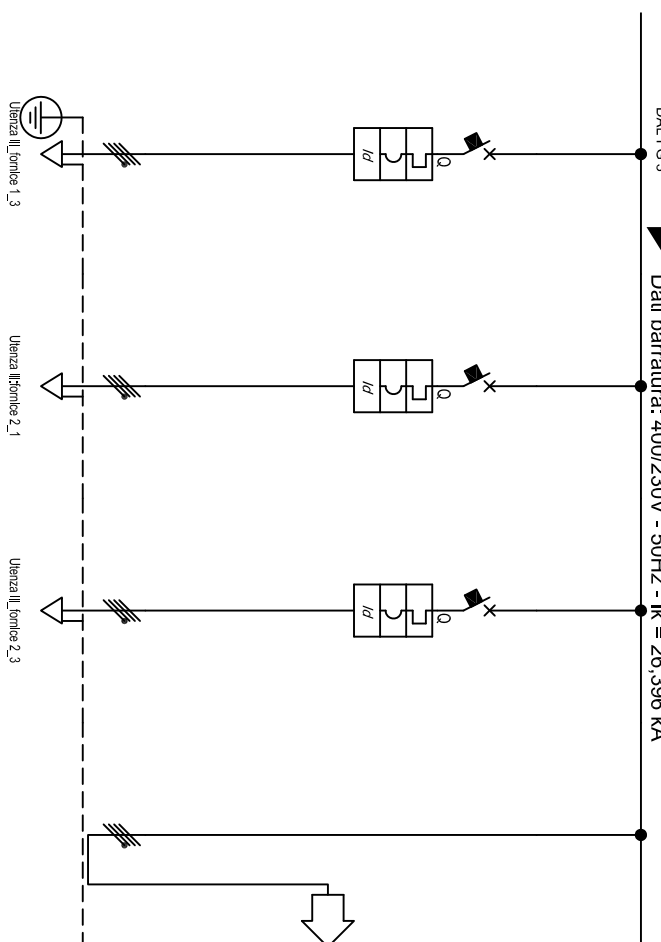 Dati barratura: 400/230V - 50Hz - Ik = 26,396 kA
Q
Id
Q
Id
Q
Id
Utenza III_fornice 1_3
Utenza III_fornice 2_1
Utenza III_fornice 2_3